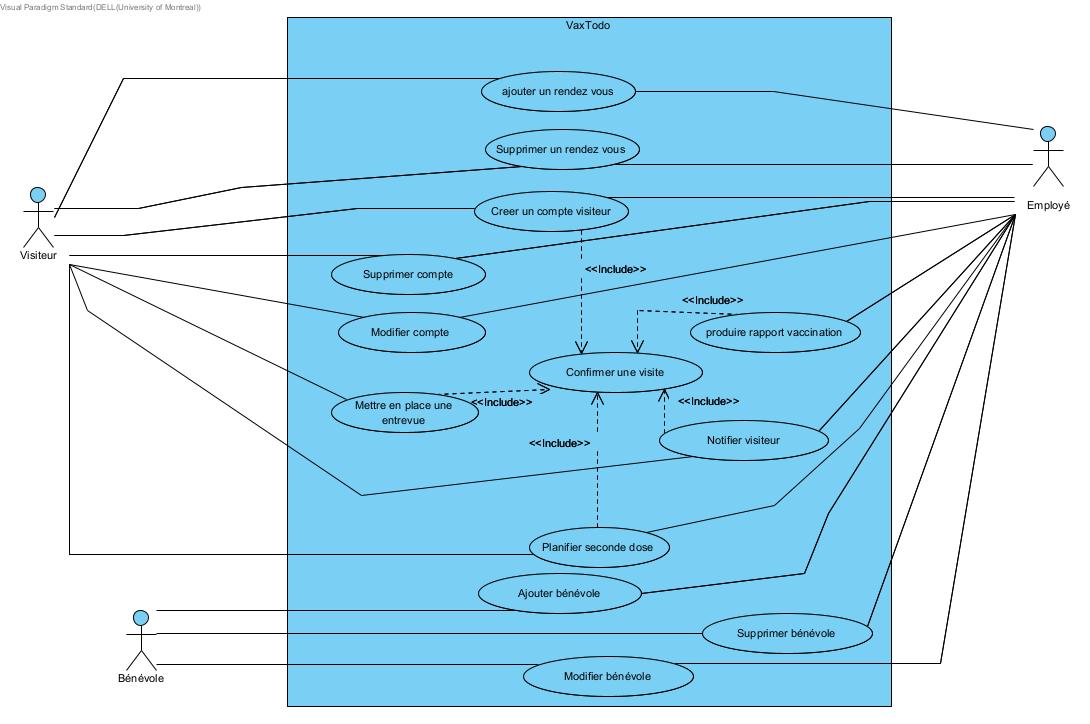 Visual Paradigm Standard(DELL(University of Montreal))
VaxTodo
ajouter un rendez vous
Supprimer un rendez vous
Creer un compte visiteur
Employé
Visiteur
Supprimer compte
<<Include>>
<<Include>>
Modifier compte
produire rapport vaccination
Confirmer une visite
Mettre en place une
entrevue
<<Include>>
<<Include>>
Notifier visiteur
<<Include>>
Planifier seconde dose
Ajouter bénévole
Supprimer bénévole
Bénévole
Modifier bénévole